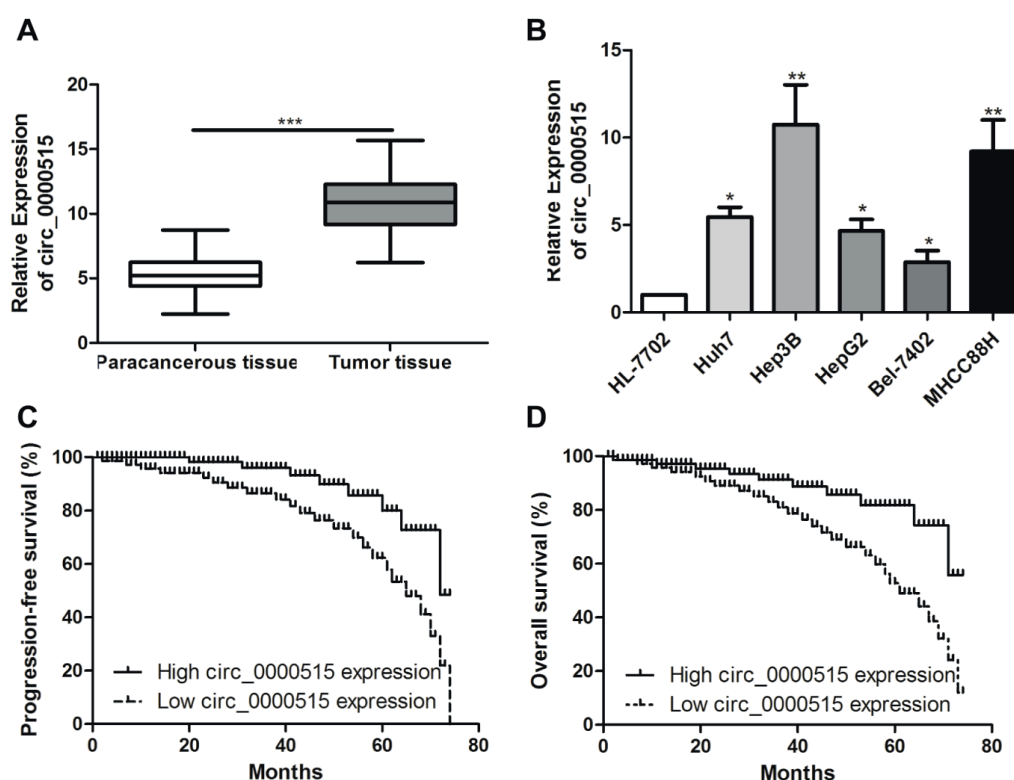 A
Relative Expression
of circ_0000515
20
15
10
5
0
***
Paracancerous tissue
Tumor tissue
B
Relative Expression
of circ_0000515
15
10
5
0
*
**
*
*
**
HL-7702
Huh7
Hep3B
HepG2
Bel-7402
MHCC88H
C
Progression-free survival (%)
100
80
60
40
20
0
High circ_0000515 expression
Low circ_0000515 expression
0
20
40
60
80
Months
D
Overall survival (%)
100
80
60
40
20
0
High circ_0000515 expression
Low circ_0000515 expression
0
20
40
60
80
Months